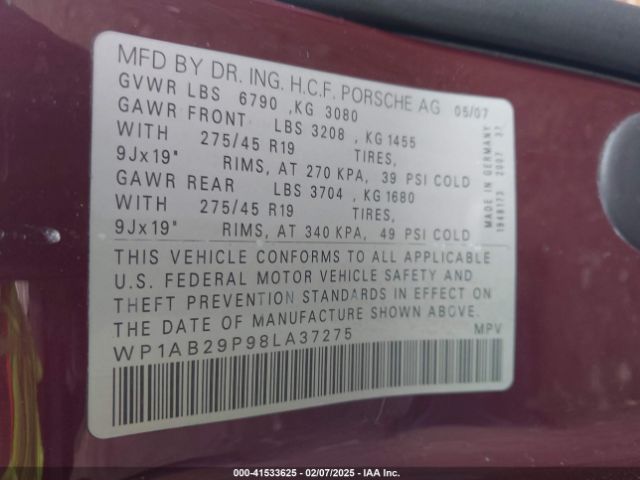 MFD BY DR. ING. H.C.F. PORSCHE AG 05/07
GVWR LBS 6790 ,KG 3080
GAWR FRONT LBS 3208 , KG 1455
WITH 275/45 R19 TIRES,
9Jx19" RIMS, AT 270 KPA, 39 PSI COLD
GAWR REAR LBS 3704 , KG 1680
WITH 275/45 R19 TIRES,
9Jx19" RIMS, AT 340 KPA, 49 PSI COLD
MADE IN GERMANY
1948173 2007 37
THIS VEHICLE CONFORMS TO ALL APPLICABLE
U.S. FEDERAL MOTOR VEHICLE SAFETY AND
THEFT PREVENTION STANDARDS IN EFFECT ON
THE DATE OF MANUFACTURE SHOWN ABOVE.
WP1AB29P98LA37275 MPV
000-41533625 - 02/07/2025 - IAA Inc.